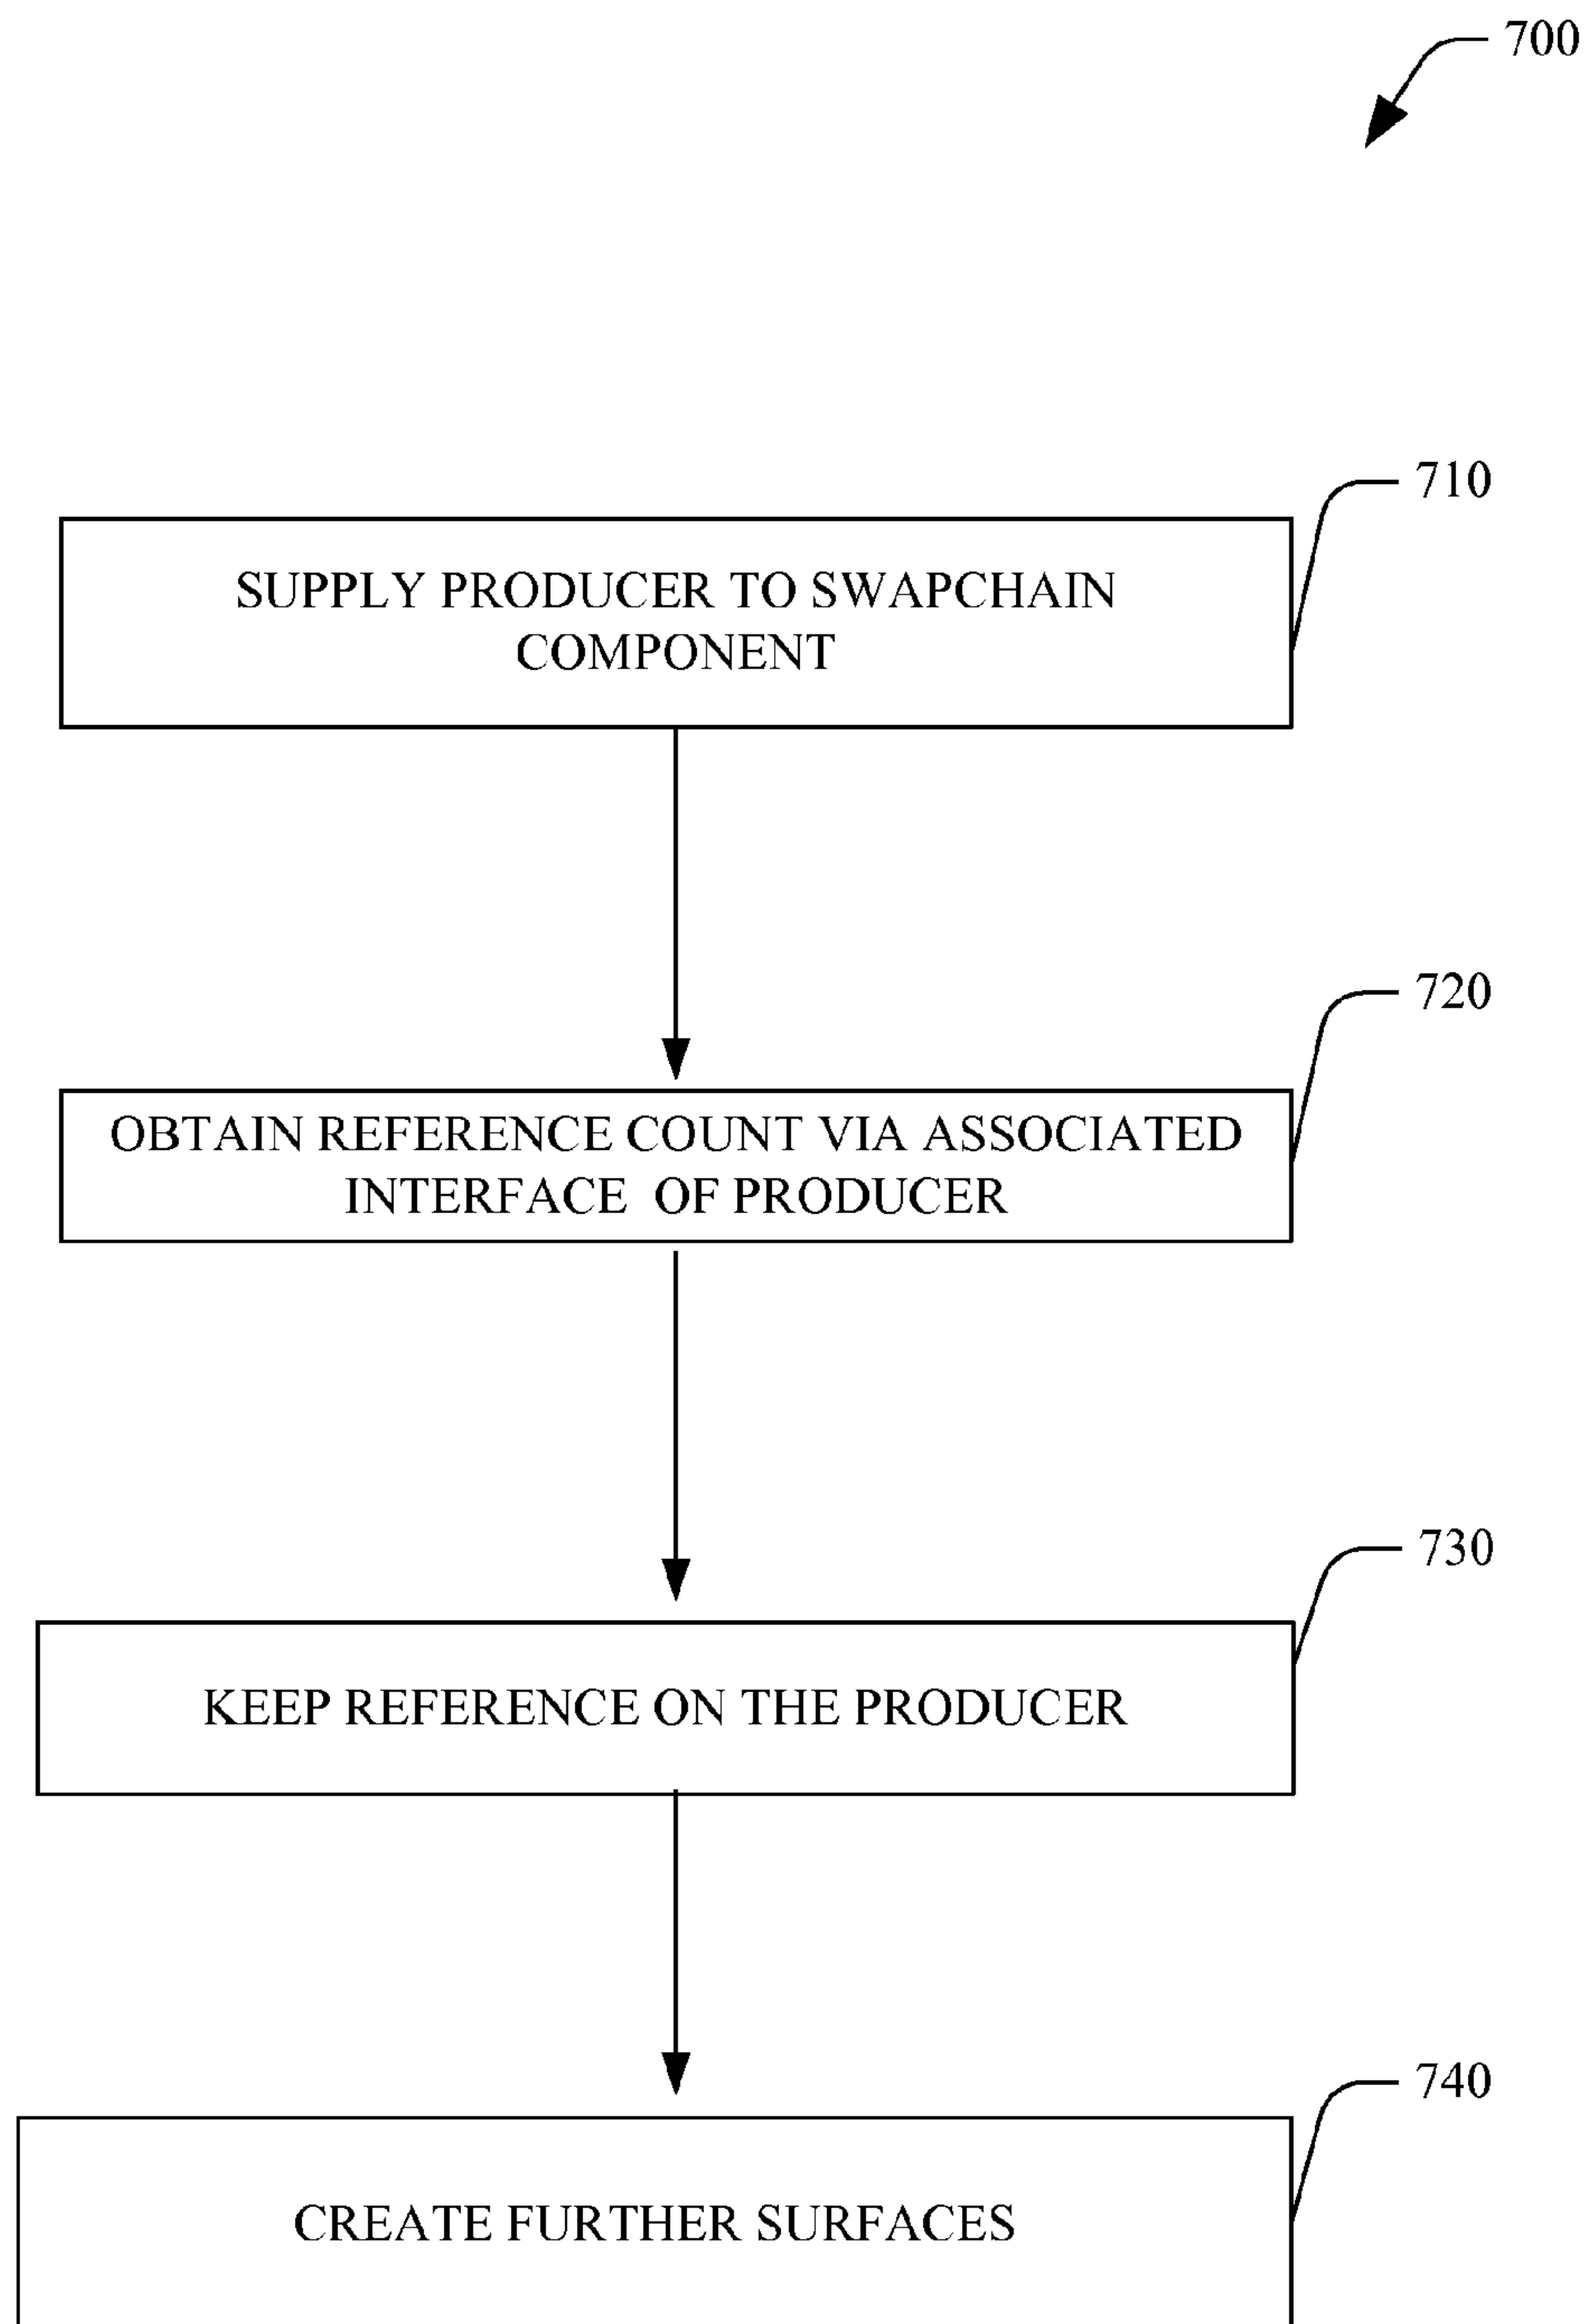 700
710
SUPPLY PRODUCER TO SWAPCHAIN
COMPONENT
720
OBTAIN REFERENCE COUNT VIA ASSOCIATED
INTERFACE OF PRODUCER
730
KEEP REFERENCE ON THE PRODUCER
740
CREATE FURTHER SURFACES